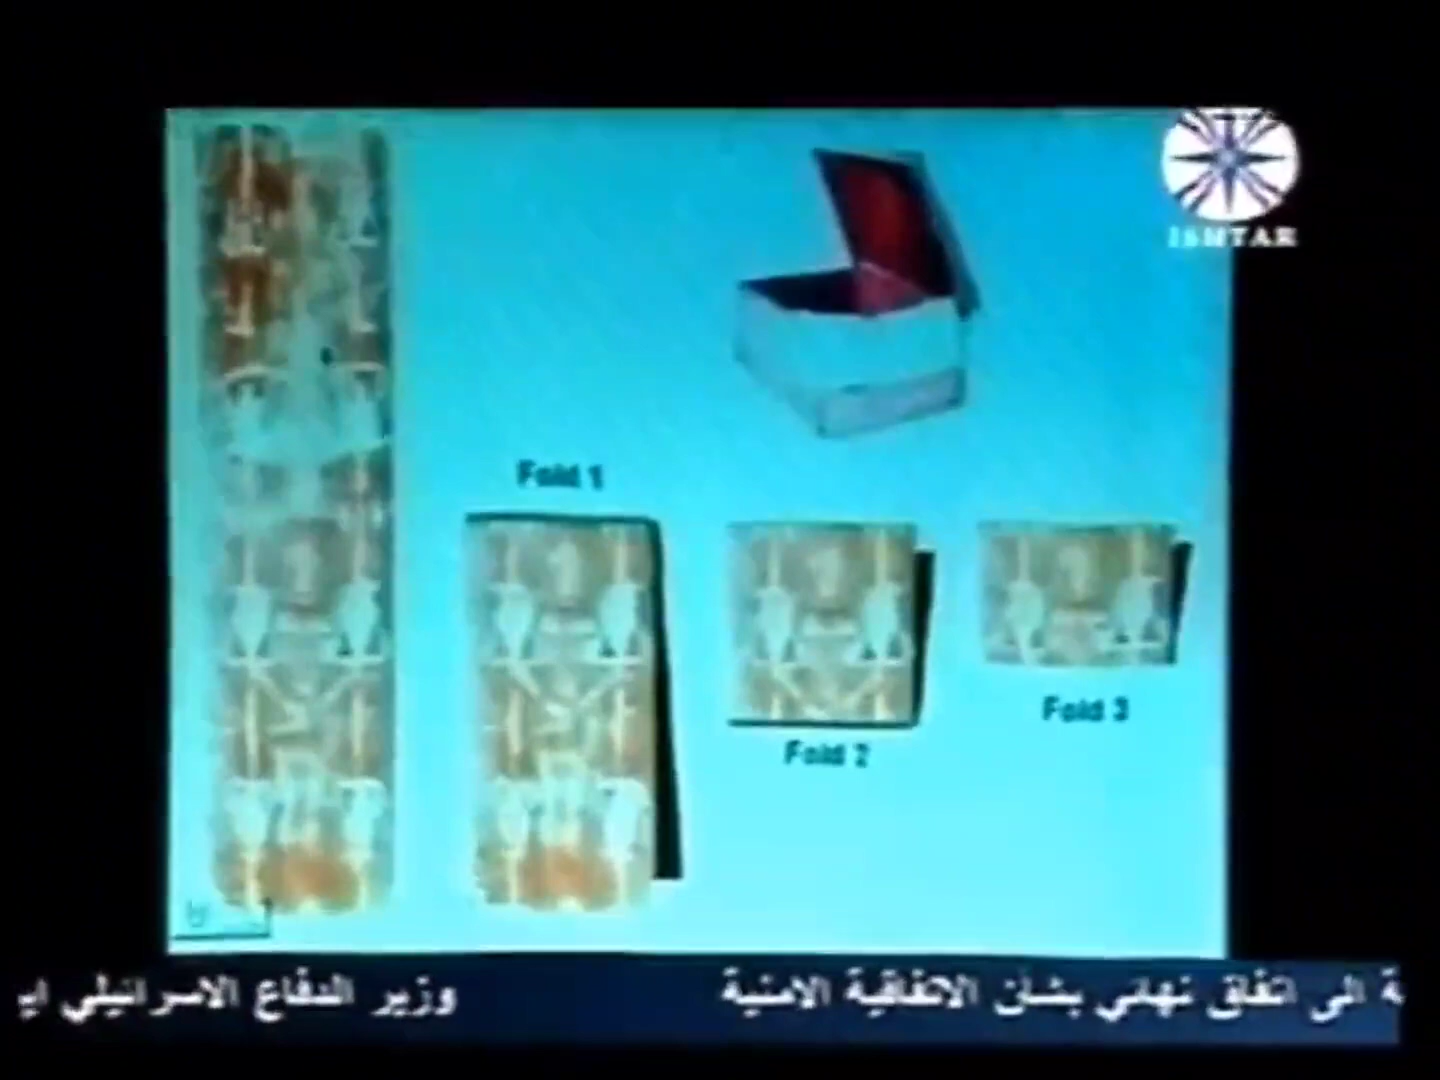 ISHTAR
Fold 1
Fold 2
Fold 3
ة الى اتفاق نهائي بشأن الاتفاقية الامنية
وزير الدفاع الاسرائيلي